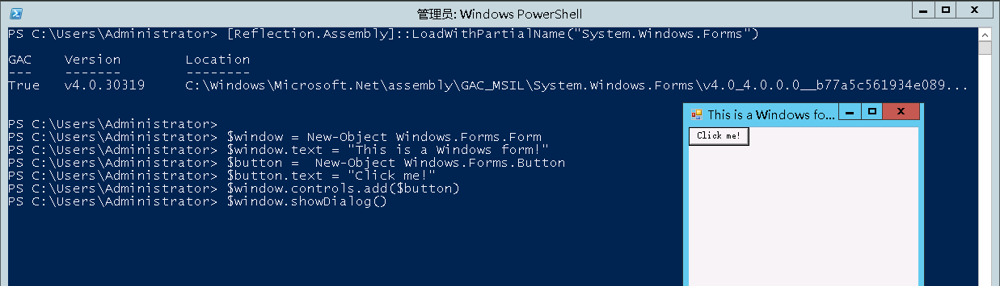 管理员: Windows PowerShell
PS C:\Users\Administrator> [Reflection.Assembly]::LoadWithPartialName("System.Windows.Forms")
GAC    Version        Location
---    -------        --------
True   v4.0.30319     C:\Windows\Microsoft.Net\assembly\GAC_MSIL\System.Windows.Forms\v4.0_4.0.0.0__b77a5c561934e089...
PS C:\Users\Administrator>
PS C:\Users\Administrator> $window = New-Object Windows.Forms.Form
PS C:\Users\Administrator> $window.text = "This is a Windows form!"
PS C:\Users\Administrator> $button =  New-Object Windows.Forms.Button
PS C:\Users\Administrator> $button.text = "Click me!"
PS C:\Users\Administrator> $window.controls.add($button)
PS C:\Users\Administrator> $window.showDialog()
This is a Windows fo...
Click me!